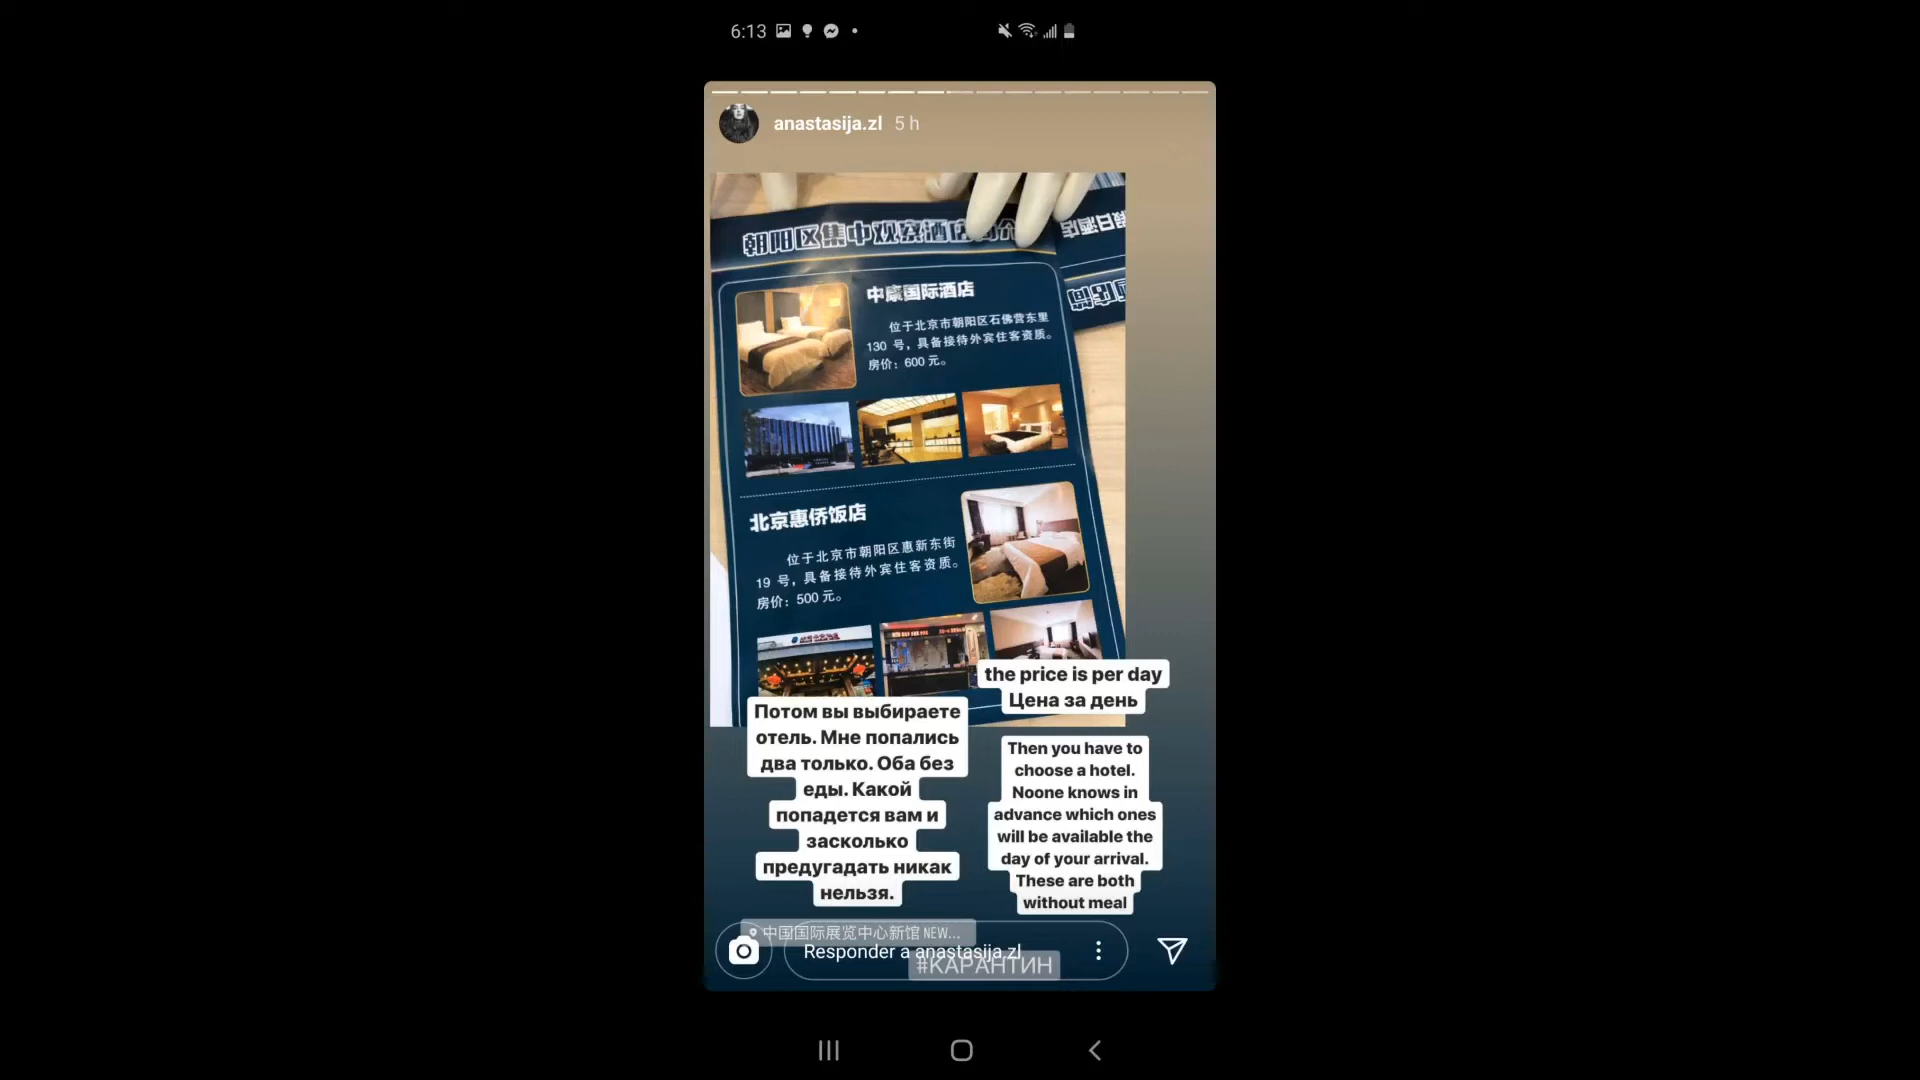 6:13
anastasija.zl 5 h
朝阳区集中观察酒店简介
假日酒店
中康国际酒店
位于北京市朝阳区石佛营东里
130 号，具备接待外宾住客资质。
房价：600 元。
北京惠侨饭店
位于北京市朝阳区惠新东街
19 号，具备接待外宾住客资质。
房价：500 元。
the price is per day
Цена за день
Потом вы выбираете
отель. Мне попались
два только. Оба без
еды. Какой
попадется вам и
засколько
предугадать никак
нельзя.
Then you have to
choose a hotel.
Noone knows in
advance which ones
will be available the
day of your arrival.
These are both
without meal
中国国际展览中心新馆 NEW...
Responder a anastasija.zl
#КАРАНТИН